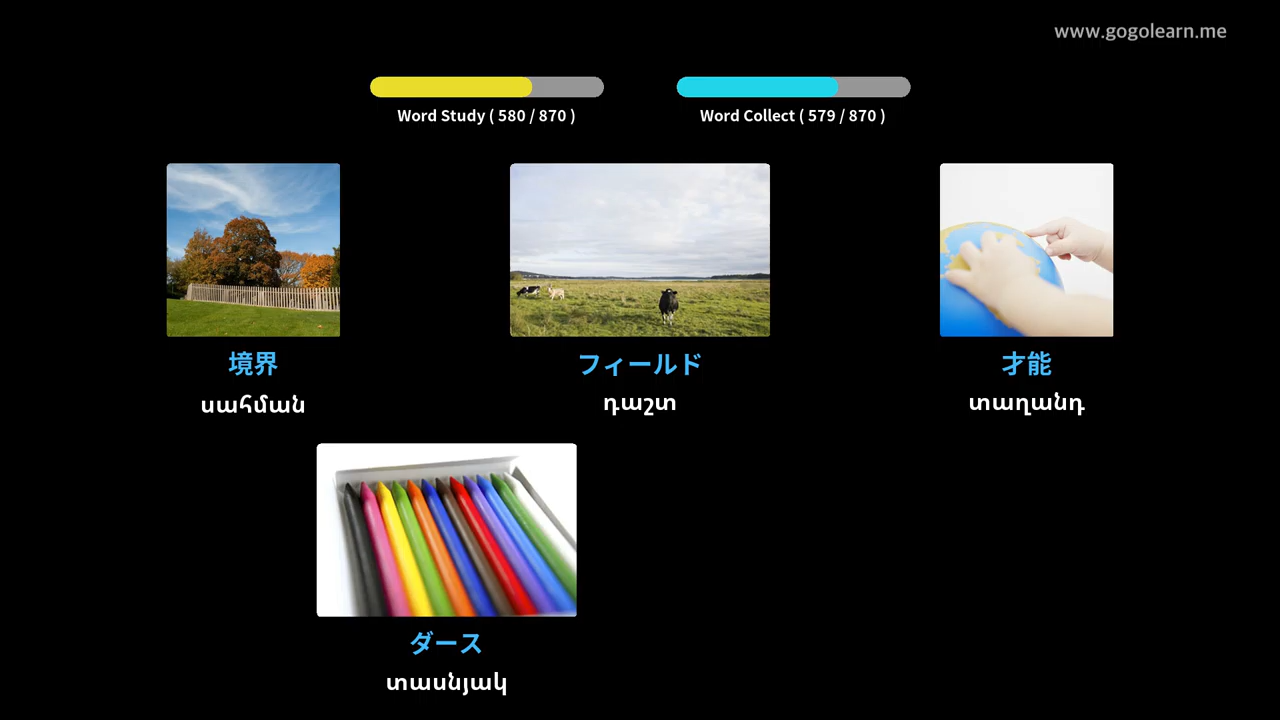 www.gogolearn.me
Word Study ( 580 / 870 )
Word Collect ( 579 / 870 )
境界
սահման
フィールド
դաշտ
才能
տաղանդ
ダース
տասնյակ